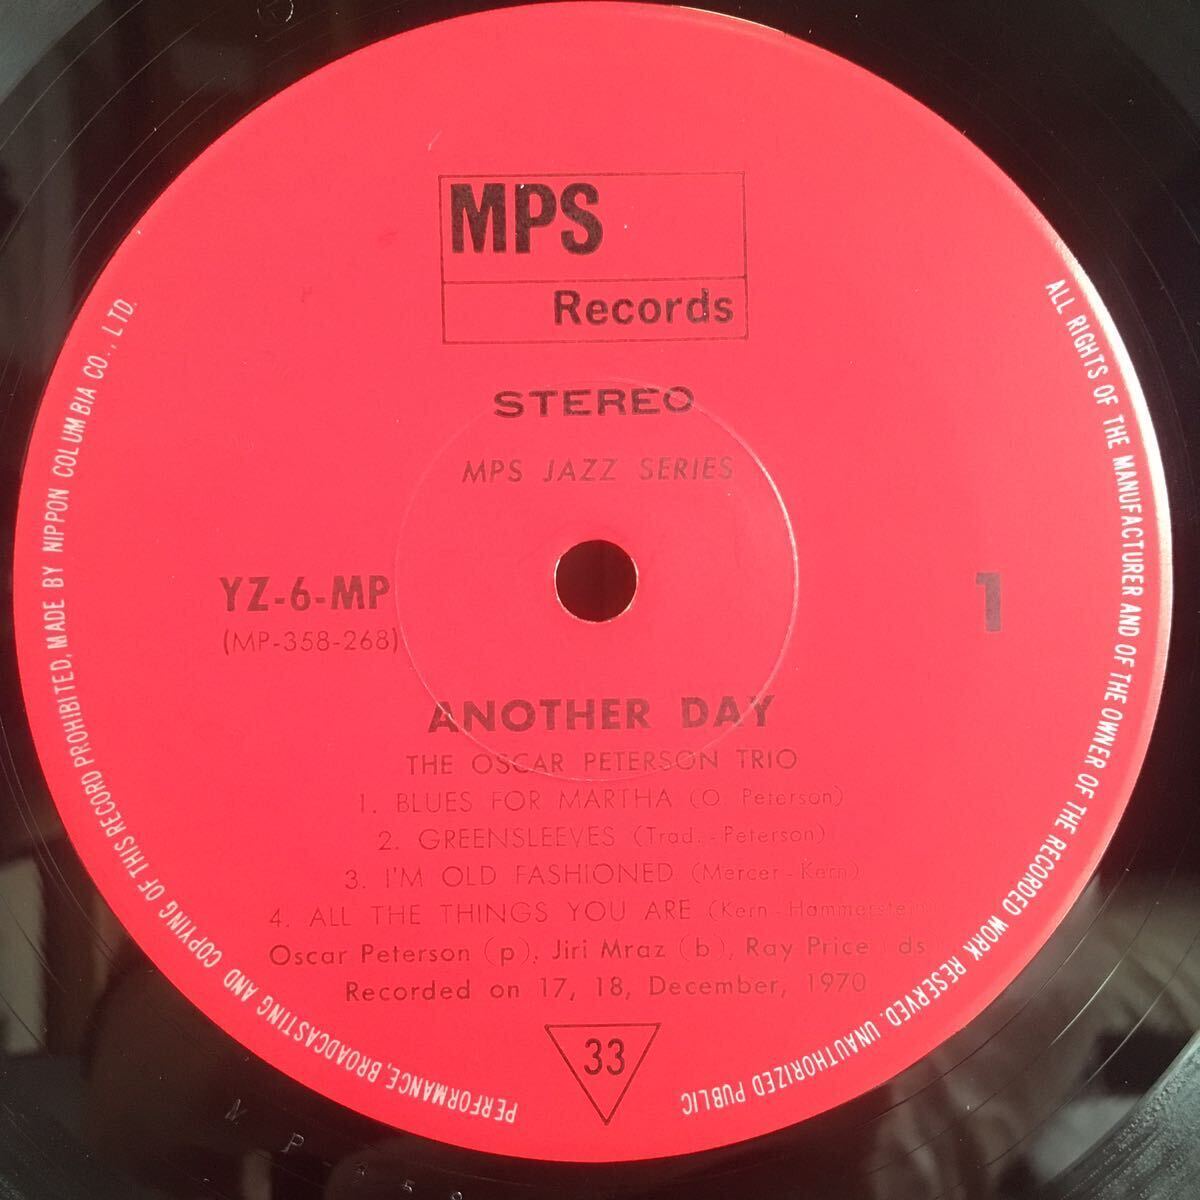 MPS
Records
STEREO
MPS JAZZ SERIES
YZ-6-MP
(MP-358-268)
1
ANOTHER DAY
THE OSCAR PETERSON TRIO
1. BLUES FOR MARTHA (O. Peterson)
2. GREENSLEEVES (Trad.-Peterson)
3. I'M OLD FASHIONED (Mercer-Kern)
4. ALL THE THINGS YOU ARE (Kern-Hammerstein)
Oscar Peterson (p), Jiri Mraz (b), Ray Price (ds
Recorded on 17, 18, December, 1970
33
ALL RIGHTS OF THE MANUFACTURER AND OF THE OWNER OF THE RECORDED WORK RESERVED. UNAUTHORIZED PUBLIC PERFORMANCE, BROADCASTING AND COPYING OF THIS RECORD PROHIBITED, MADE BY NIPPON COLUMBIA CO., LTD.
MP-